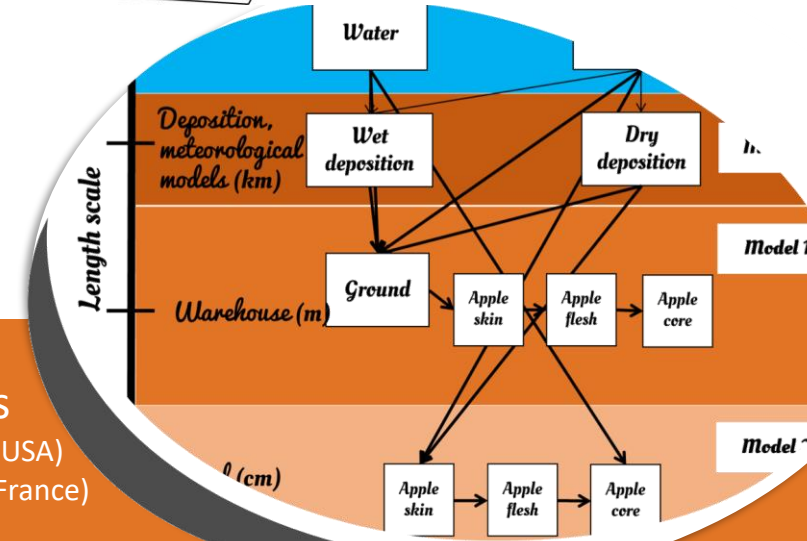 Water
Deposition,
meteorological
models (km)
Wet
deposition
Dry
deposition
Length scale
Model 1
Ground
Apple
skin
Apple
flesh
Apple
core
Warehouse (m)
USA)
France)
(cm)
Model
Apple
skin
Apple
flesh
Apple
core